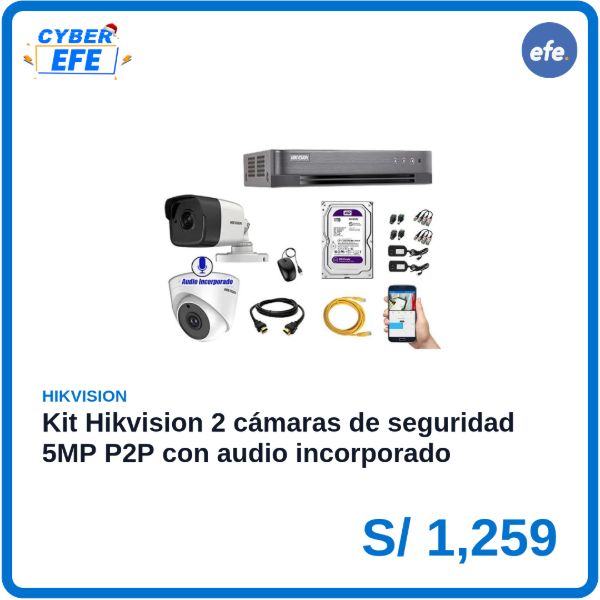 CYBER
EFE
efe.
HIKVISION
WD
Audio incorporado
HIKVISION
Kit Hikvision 2 cámaras de seguridad
5MP P2P con audio incorporado
S/ 1,259